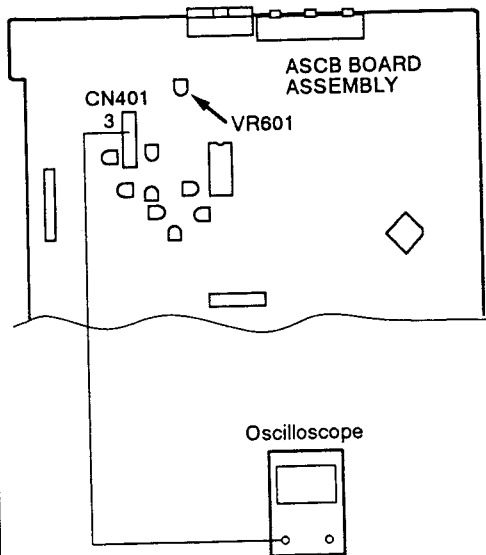 ASCB BOARD
ASSEMBLY
CN401
3
VR601
Oscilloscope